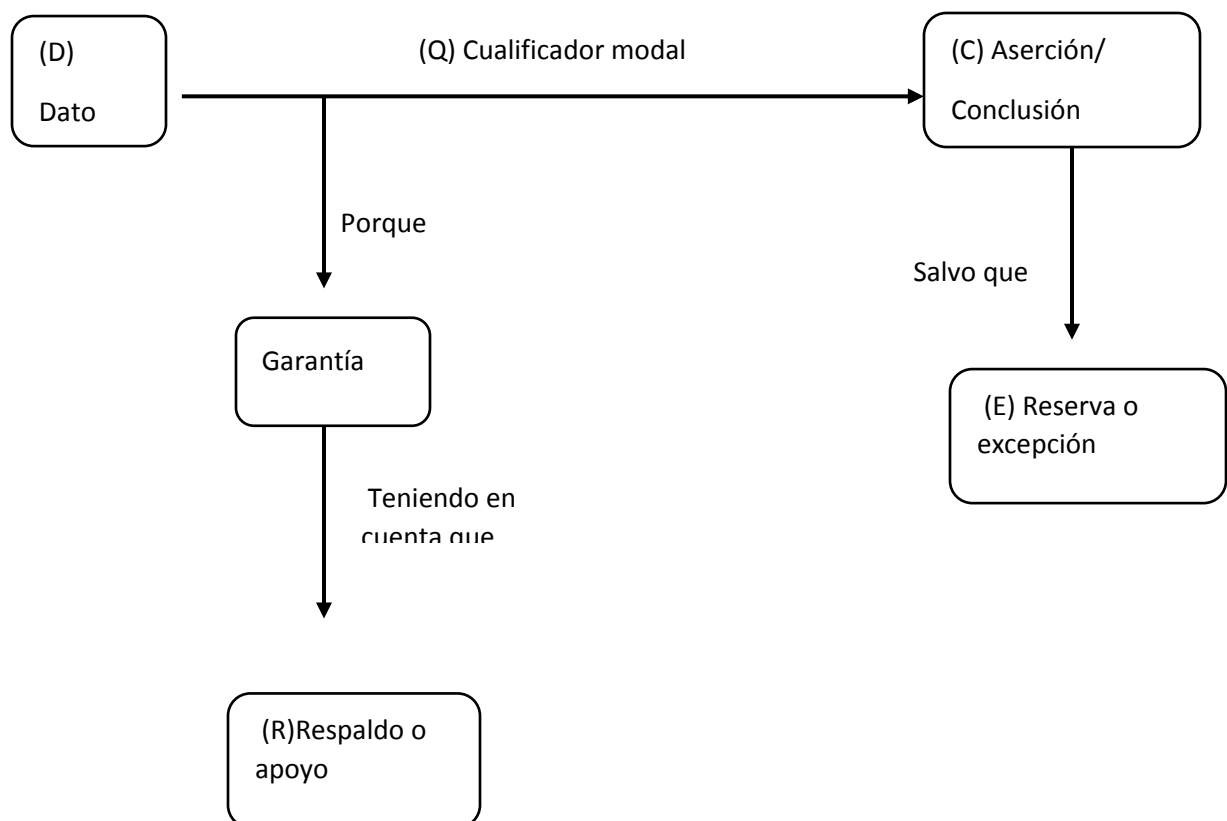 (D)
Dato
(Q) Cualificador modal
(C) Aserción/
Conclusión
Porque
Salvo que
Garantía
(E) Reserva o
excepción
Teniendo en
cuenta que
(R)Respaldo o
apoyo